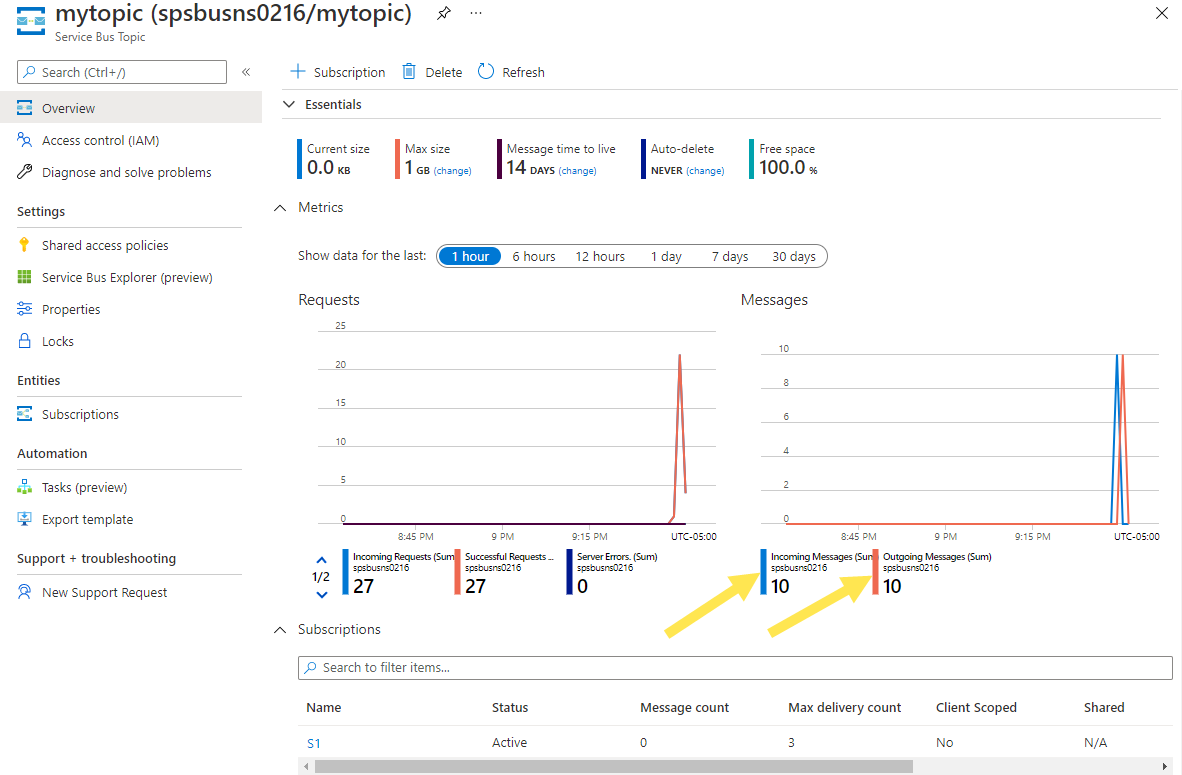 mytopic (spsbusns0216/mytopic)
Service Bus Topic
Search (Ctrl+/)
Overview
Access control (IAM)
Diagnose and solve problems
Settings
Shared access policies
Service Bus Explorer (preview)
Properties
Locks
Entities
Subscriptions
Automation
Tasks (preview)
Export template
Support + troubleshooting
New Support Request
Subscription Delete Refresh
Essentials
Current size
0.0 KB
Max size
1 GB (change)
Message time to live
14 DAYS (change)
Auto-delete
NEVER (change)
Free space
100.0 %
Metrics
Show data for the last: 1 hour 6 hours 12 hours 1 day 7 days 30 days
Requests
25
20
15
10
5
0
8:45 PM 9 PM 9:15 PM UTC-05:00
1/2
Incoming Requests (Sum)
spsbusns0216
27
Successful Requests ...
spsbusns0216
27
Server Errors. (Sum)
spsbusns0216
0
Messages
10
8
6
4
2
0
8:45 PM 9 PM 9:15 PM UTC-05:00
Incoming Messages (Sum
spsbusns0216
10
Outgoing Messages (Sum)
spsbusns0216
10
Subscriptions
Search to filter items...
Name Status Message count Max delivery count Client Scoped Shared
S1 Active 0 3 No N/A